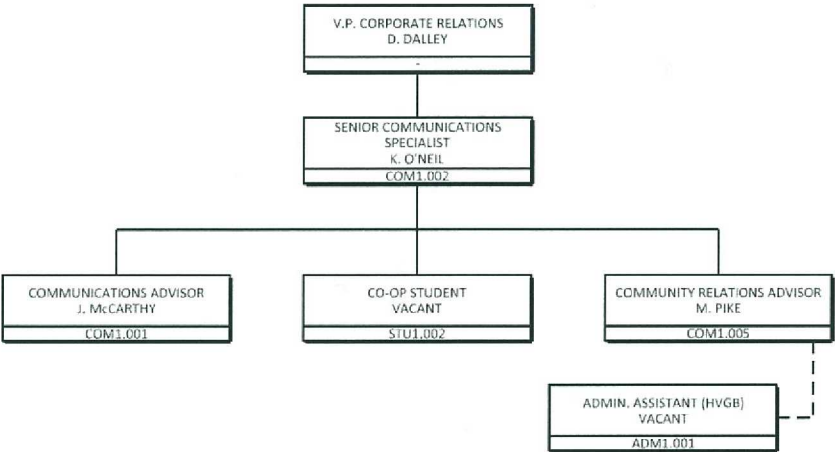 V.P. CORPORATE RELATIONS
D. DALLEY
-
SENIOR COMMUNICATIONS
SPECIALIST
K. O'NEIL
COM1.002
COMMUNICATIONS ADVISOR
J. McCARTHY
COM1.001
CO-OP STUDENT
VACANT
STU1.002
COMMUNITY RELATIONS ADVISOR
M. PIKE
COM1.005
ADMIN. ASSISTANT (HVGB)
VACANT
ADM1.001